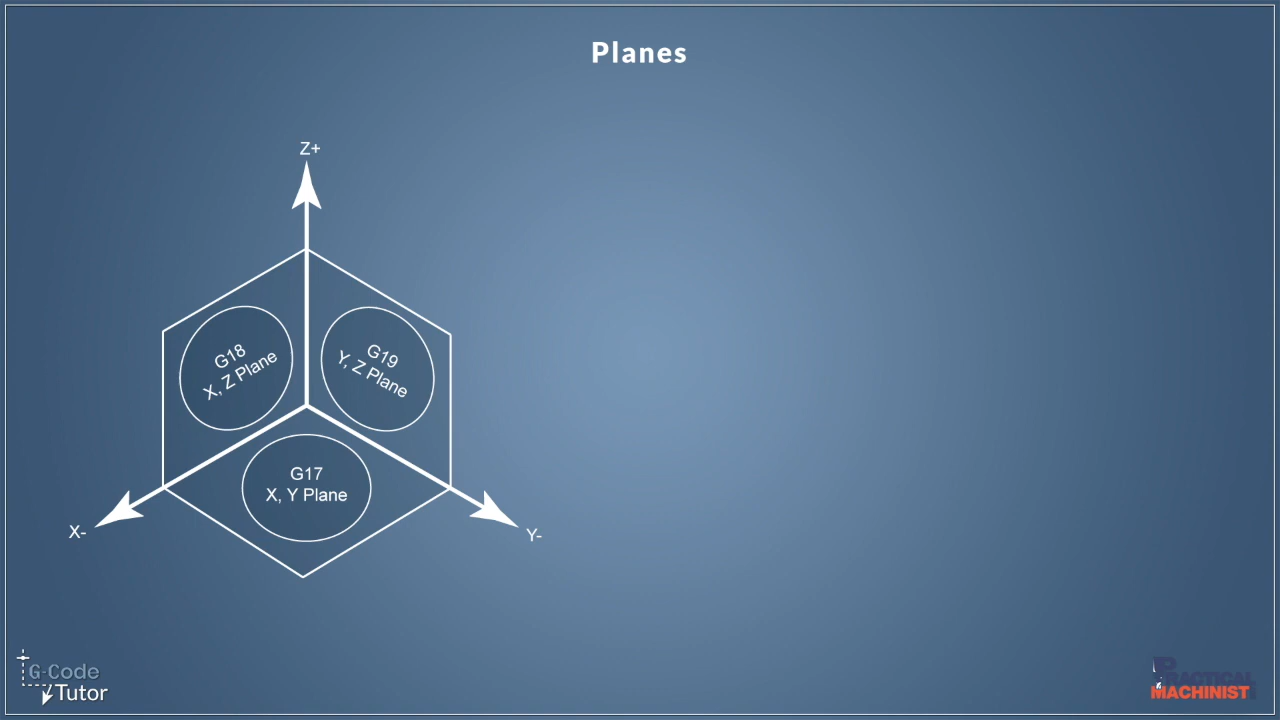 Planes
Z+
G18
X, Z Plane
G19
Y, Z Plane
G17
X, Y Plane
X-
Y-
G-Code
Tutor
PRACTICAL
MACHINIST